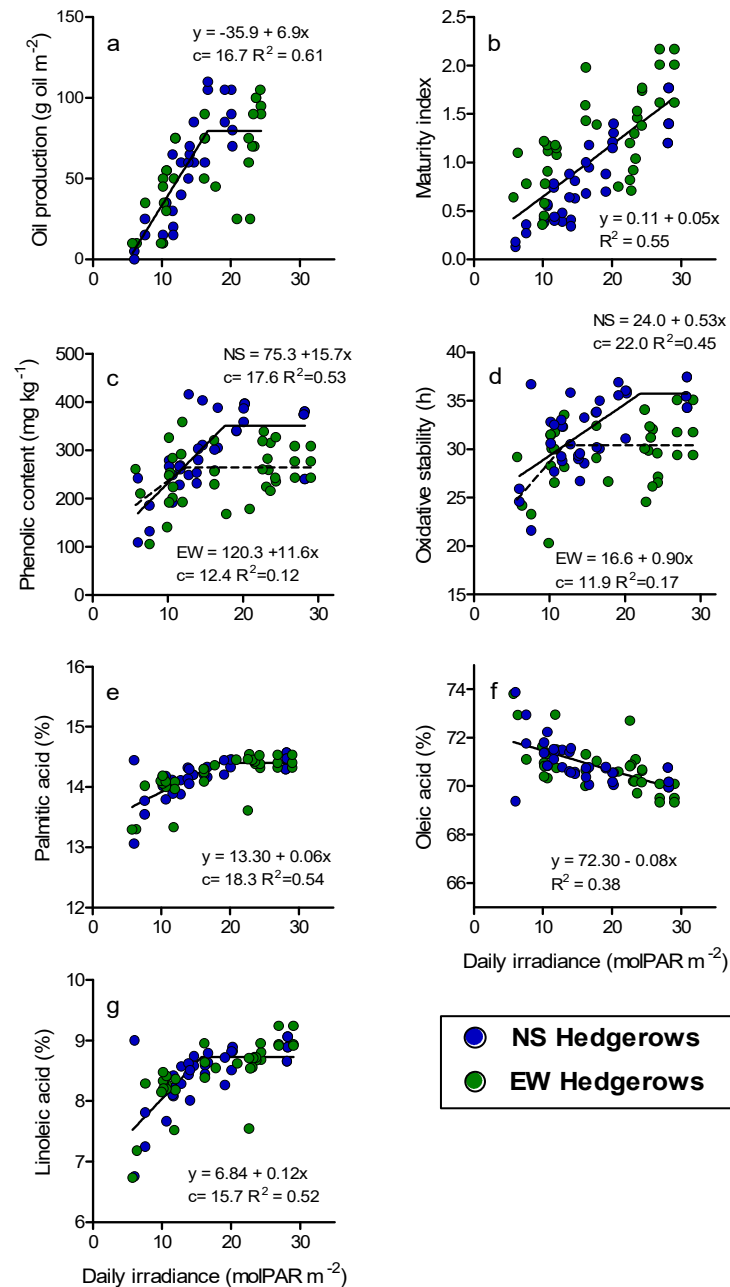 y = -35.9 + 6.9x
c= 16.7 R² = 0.61
a
Oil production (g oil m⁻²)
150
100
50
0
0 10 20 30
b
Maturity index
2.5
2.0
1.5
1.0
0.5
0.0
y = 0.11 + 0.05x
R² = 0.55
0 10 20 30
NS = 75.3 +15.7x
c= 17.6 R²=0.53
c
Phenolic content (mg kg⁻¹)
500
400
300
200
100
0
EW = 120.3 +11.6x
c= 12.4 R²=0.12
0 10 20 30
NS = 24.0 + 0.53x
c= 22.0 R²=0.45
d
Oxidative stability (h)
40
35
30
25
20
15
EW = 16.6 + 0.90x
c= 11.9 R²=0.17
0 10 20 30
e
Palmitic acid (%)
16
15
14
13
12
y = 13.30 + 0.06x
c= 18.3 R²=0.54
0 10 20 30
f
Oleic acid (%)
74
72
70
68
66
y = 72.30 - 0.08x
R² = 0.38
0 10 20 30
Daily irradiance (molPAR m⁻²)
g
Linoleic acid (%)
10
9
8
7
6
y = 6.84 + 0.12x
c= 15.7 R² = 0.52
0 10 20 30
Daily irradiance (molPAR m⁻²)
NS Hedgerows
EW Hedgerows